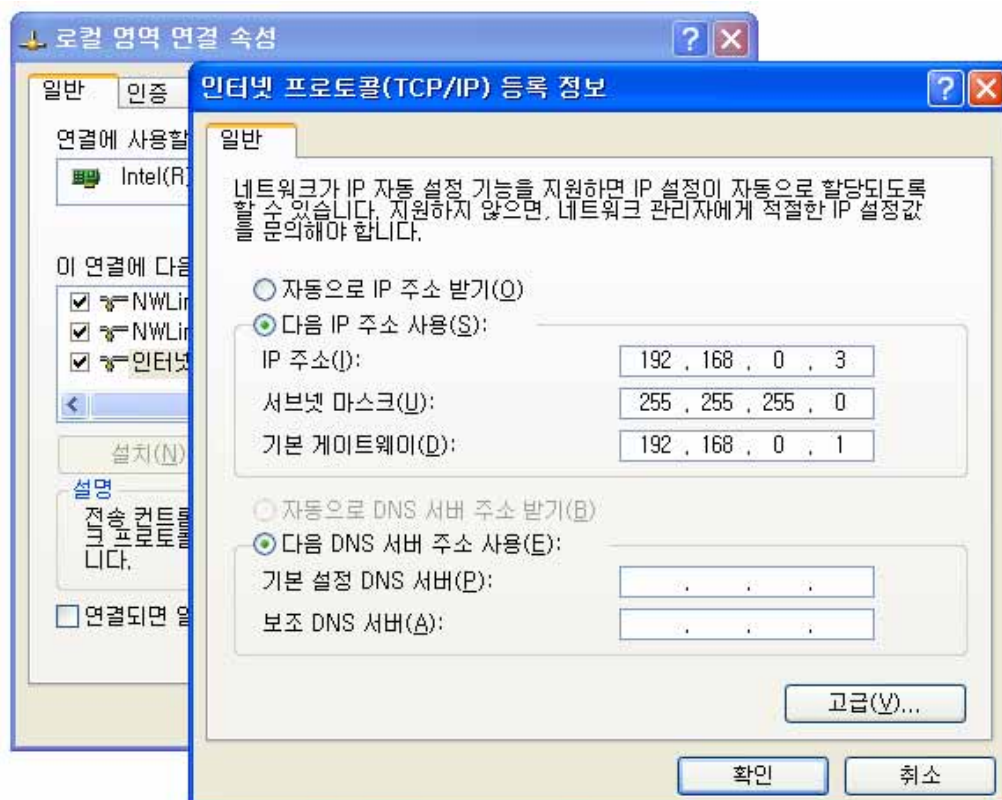 로컬 영역 연결 속성
일반
인증
연결에 사용할
Intel(R)
이 연결에 다음
NWLin
NWLin
인터넷
설치(N)
설명
전송 컨트롤
크 프로토콜
니다.
연결되면 알
인터넷 프로토콜(TCP/IP) 등록 정보
일반
네트워크가 IP 자동 설정 기능을 지원하면 IP 설정이 자동으로 할당되도록
할 수 있습니다. 지원하지 않으면, 네트워크 관리자에게 적절한 IP 설정값
을 문의해야 합니다.
자동으로 IP 주소 받기(O)
다음 IP 주소 사용(S):
IP 주소(I): 192 . 168 . 0 . 3
서브넷 마스크(U): 255 . 255 . 255 . 0
기본 게이트웨이(D): 192 . 168 . 0 . 1
자동으로 DNS 서버 주소 받기(B)
다음 DNS 서버 주소 사용(E):
기본 설정 DNS 서버(P): . . .
보조 DNS 서버(A): . . .
고급(V)...
확인
취소